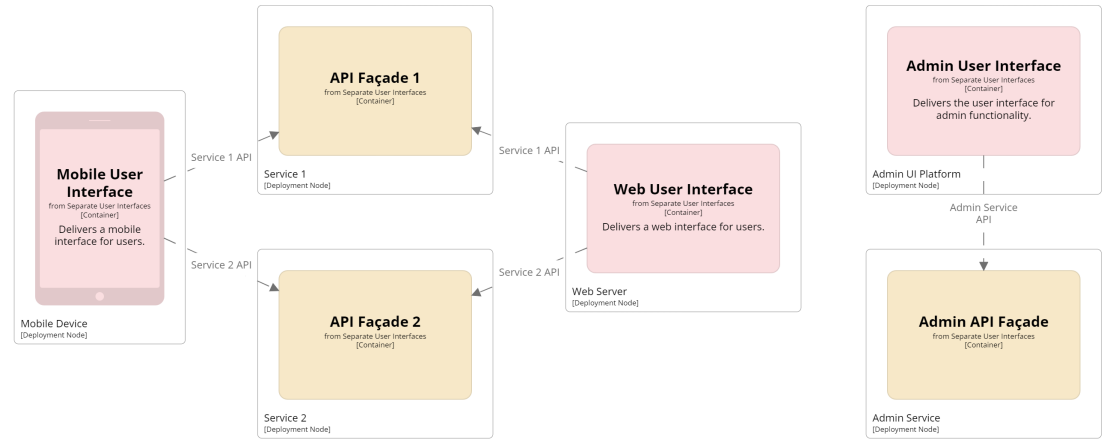 Mobile User
Interface
from Separate User Interfaces
[Container]
Delivers a mobile
interface for users.
Mobile Device
[Deployment Node]
Service 1 API
Service 2 API
API Façade 1
from Separate User Interfaces
[Container]
Service 1
[Deployment Node]
API Façade 2
from Separate User Interfaces
[Container]
Service 2
[Deployment Node]
Service 1 API
Service 2 API
Web User Interface
from Separate User Interfaces
[Container]
Delivers a web interface for users.
Web Server
[Deployment Node]
Admin User Interface
from Separate User Interfaces
[Container]
Delivers the user interface for
admin functionality.
Admin UI Platform
[Deployment Node]
Admin Service
API
Admin API Façade
from Separate User Interfaces
[Container]
Admin Service
[Deployment Node]